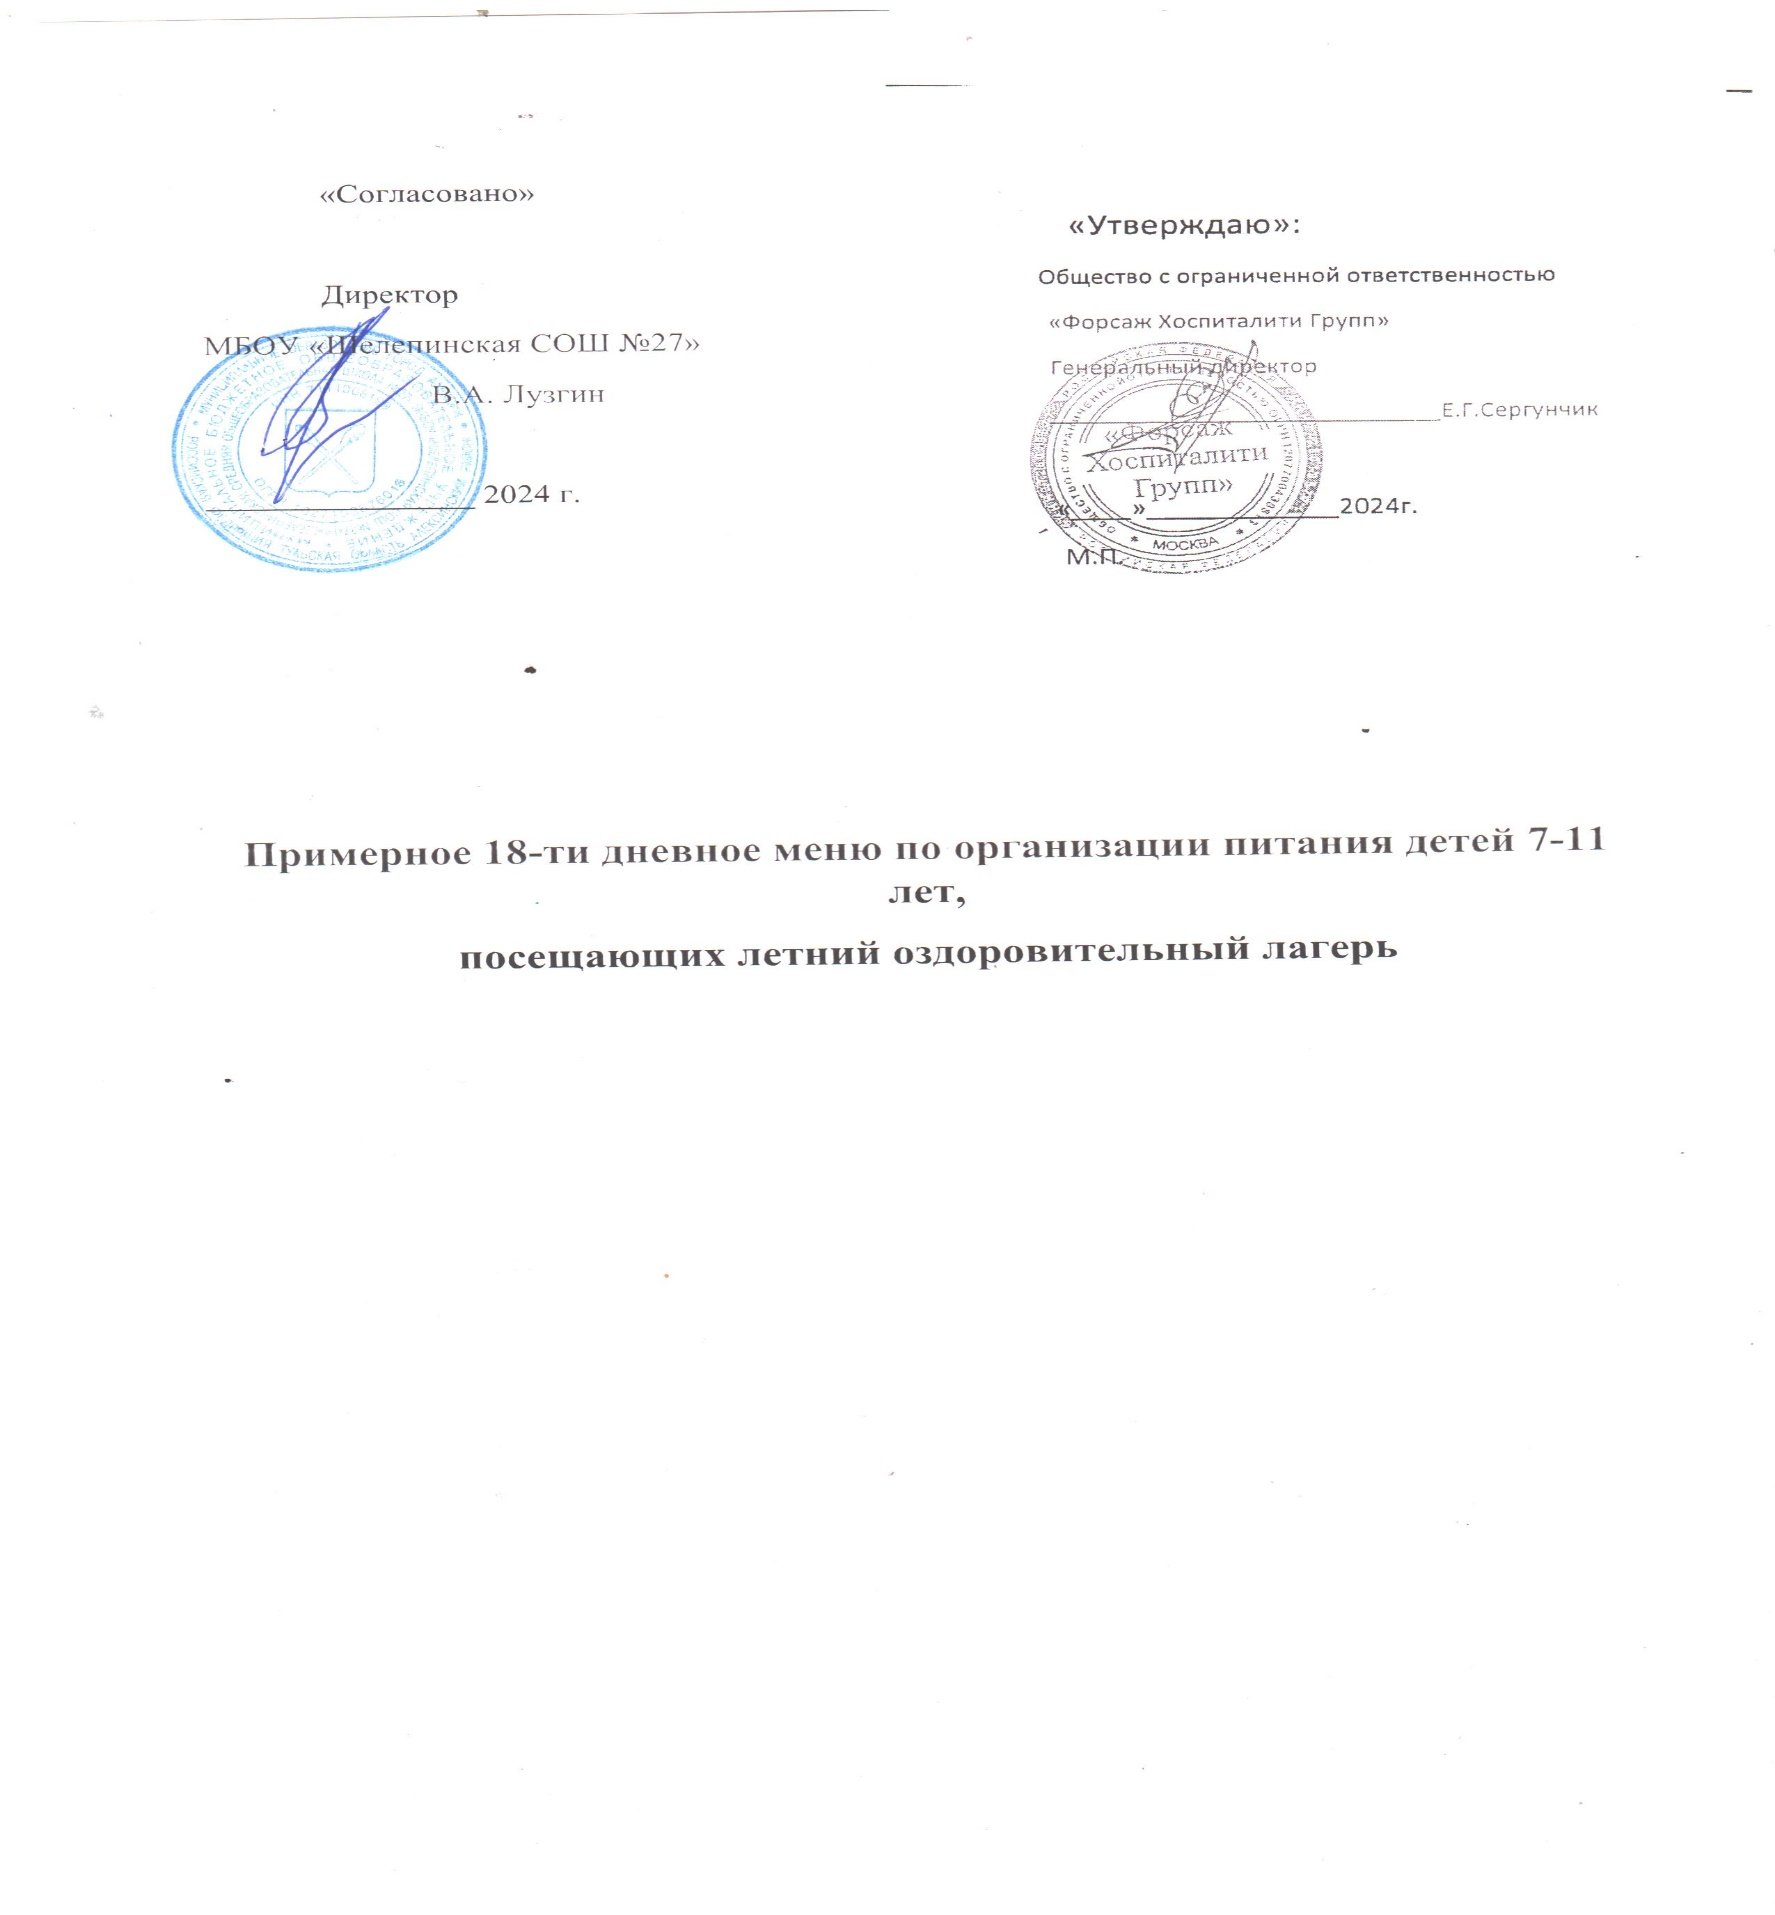 «Согласовано»
Директор
МБОУ «Шелепинская СОШ №27»
В.А. Лузгин
2024 г.
«Утверждаю»:
Общество с ограниченной ответственностью
«Форсаж Хоспиталити Групп»
Генеральный директор
Е.Г.Сергунчик
«Форсаж
Хоспиталити
Групп»
МОСКВА
«____»______________2024г.
М.П.
Примерное 18-ти дневное меню по организации питания детей 7-11
лет,
посещающих летний оздоровительный лагерь